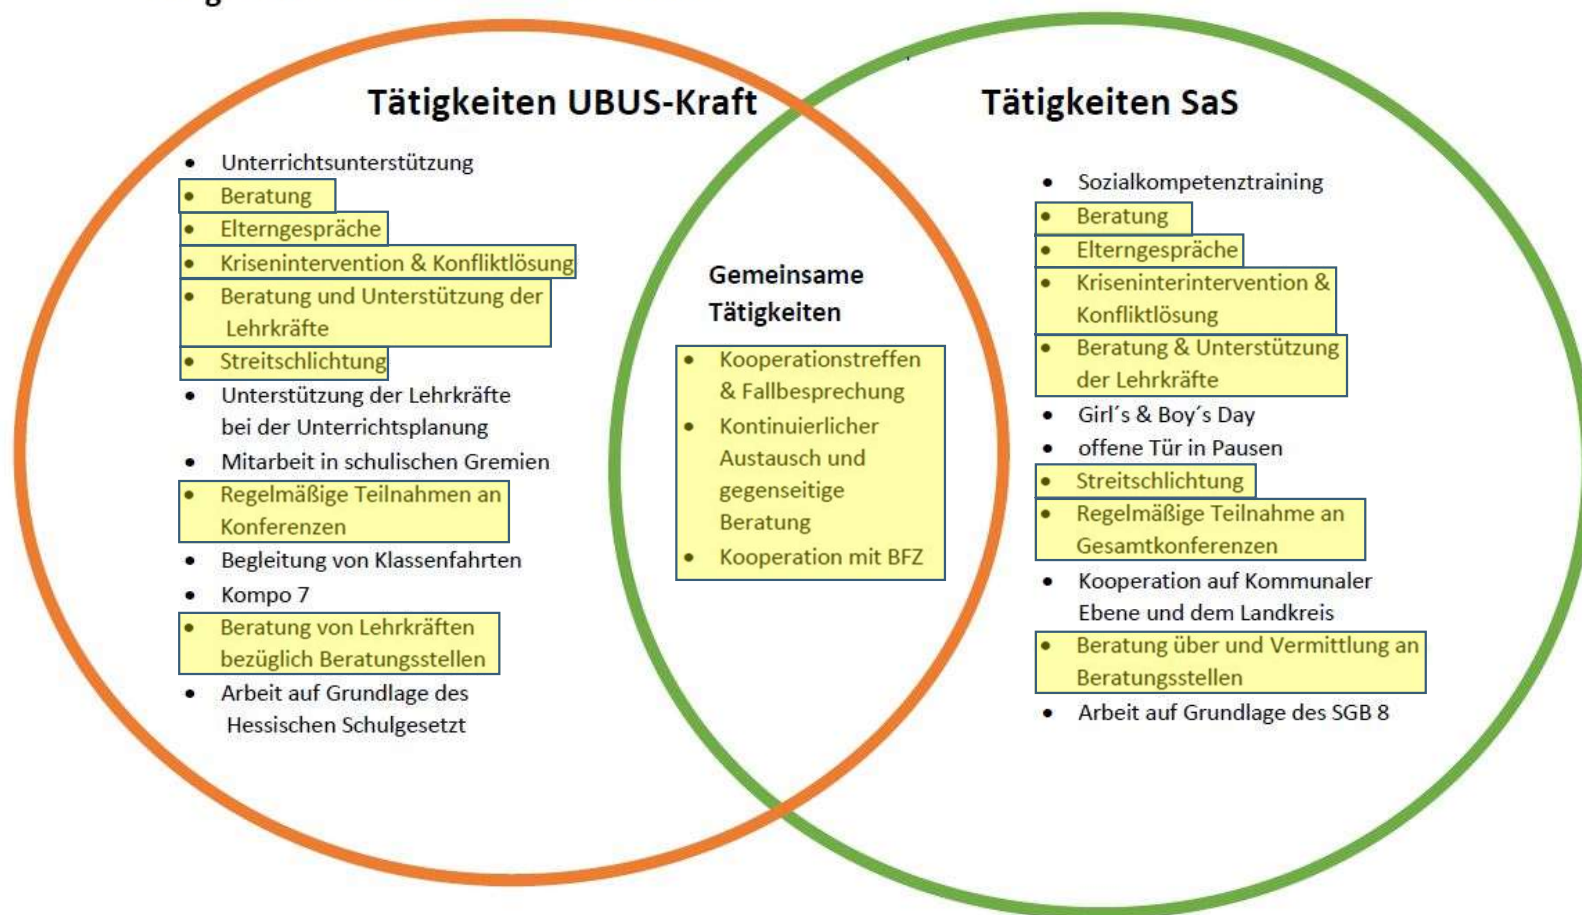 Tätigkeiten UBUS-Kraft
• Unterrichtsunterstützung
• Beratung
• Elterngespräche
• Krisenintervention & Konfliktlösung
• Beratung und Unterstützung der
Lehrkräfte
• Streitschlichtung
• Unterstützung der Lehrkräfte
bei der Unterrichtsplanung
• Mitarbeit in schulischen Gremien
• Regelmäßige Teilnahmen an
Konferenzen
• Begleitung von Klassenfahrten
• Kompo 7
• Beratung von Lehrkräften
bezüglich Beratungsstellen
• Arbeit auf Grundlage des
Hessischen Schulgesetzt
Gemeinsame
Tätigkeiten
• Kooperationstreffen
& Fallbesprechung
• Kontinuierlicher
Austausch und
gegenseitige
Beratung
• Kooperation mit BFZ
Tätigkeiten SaS
• Sozialkompetenztraining
• Beratung
• Elterngespräche
• Kriseninterintervention &
Konfliktlösung
• Beratung & Unterstützung
der Lehrkräfte
• Girl´s & Boy´s Day
• offene Tür in Pausen
• Streitschlichtung
• Regelmäßige Teilnahme an
Gesamtkonferenzen
• Kooperation auf Kommunaler
Ebene und dem Landkreis
• Beratung über und Vermittlung an
Beratungsstellen
• Arbeit auf Grundlage des SGB 8